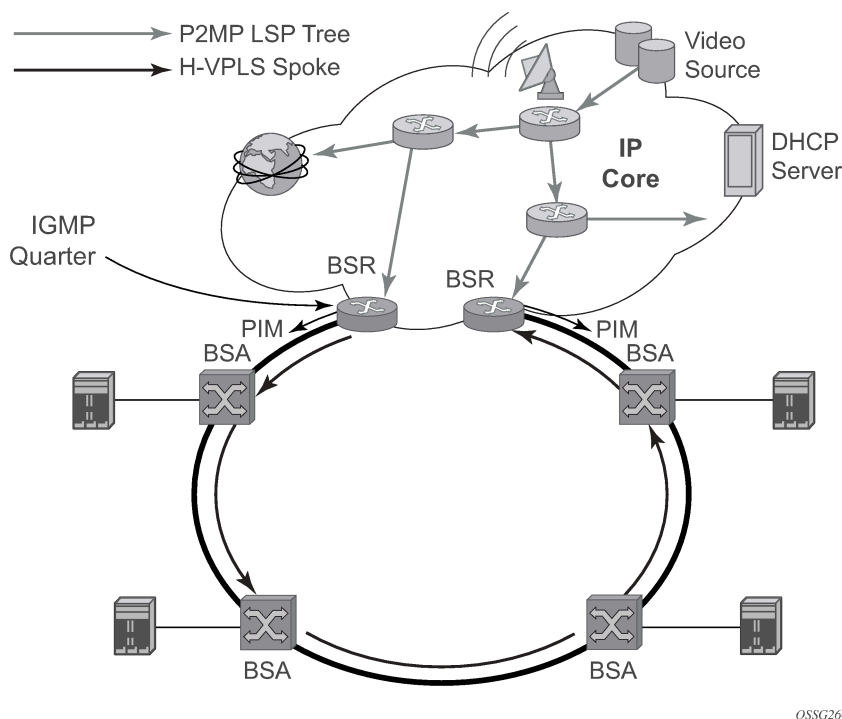 P2MP LSP Tree
H-VPLS Spoke
Video
Source
IP
Core
DHCP
Server
IGMP
Quarter
BSR
BSR
PIM
PIM
BSA
BSA
BSA
BSA
OSSG26